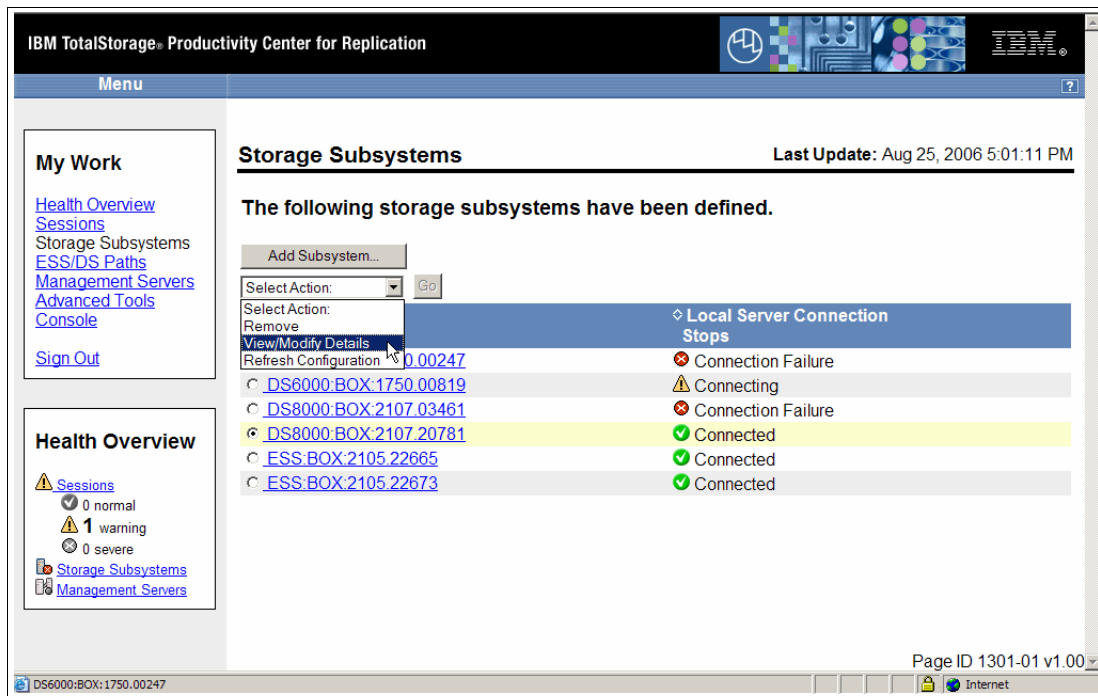 IBM TotalStorage® Productivity Center for Replication
IBM®
Menu
?
My Work
Health Overview
Sessions
Storage Subsystems
ESS/DS Paths
Management Servers
Advanced Tools
Console
Sign Out
Health Overview
Sessions
0 normal
1 warning
0 severe
Storage Subsystems
Management Servers
Storage Subsystems
Last Update: Aug 25, 2006 5:01:11 PM
The following storage subsystems have been defined.
Add Subsystem...
Select Action:
Go
Select Action:
Remove
View/Modify Details
Refresh Configuration
Local Server Connection
Stops
0.00247 Connection Failure
DS6000:BOX:1750.00819 Connecting
DS8000:BOX:2107.03461 Connection Failure
DS8000:BOX:2107.20781 Connected
ESS:BOX:2105.22665 Connected
ESS:BOX:2105.22673 Connected
Page ID 1301-01 v1.00
DS6000:BOX:1750.00247
Internet